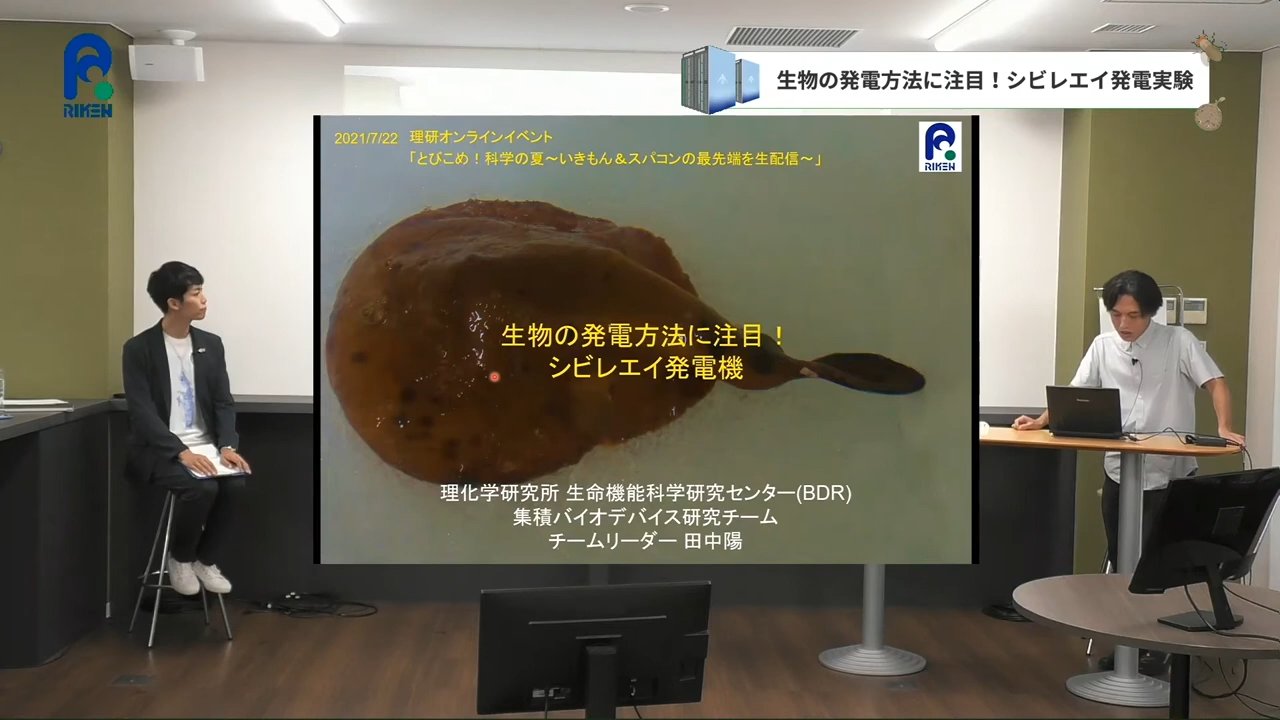 RIKEN
生物の発電方法に注目！シビレエイ発電実験
2021/7/22 理研オンラインイベント
「とびこめ！科学の夏～いきもん＆スパコンの最先端を生配信～」
RIKEN
生物の発電方法に注目！
シビレエイ発電機
理化学研究所 生命機能科学研究センター(BDR)
集積バイオデバイス研究チーム
チームリーダー 田中陽